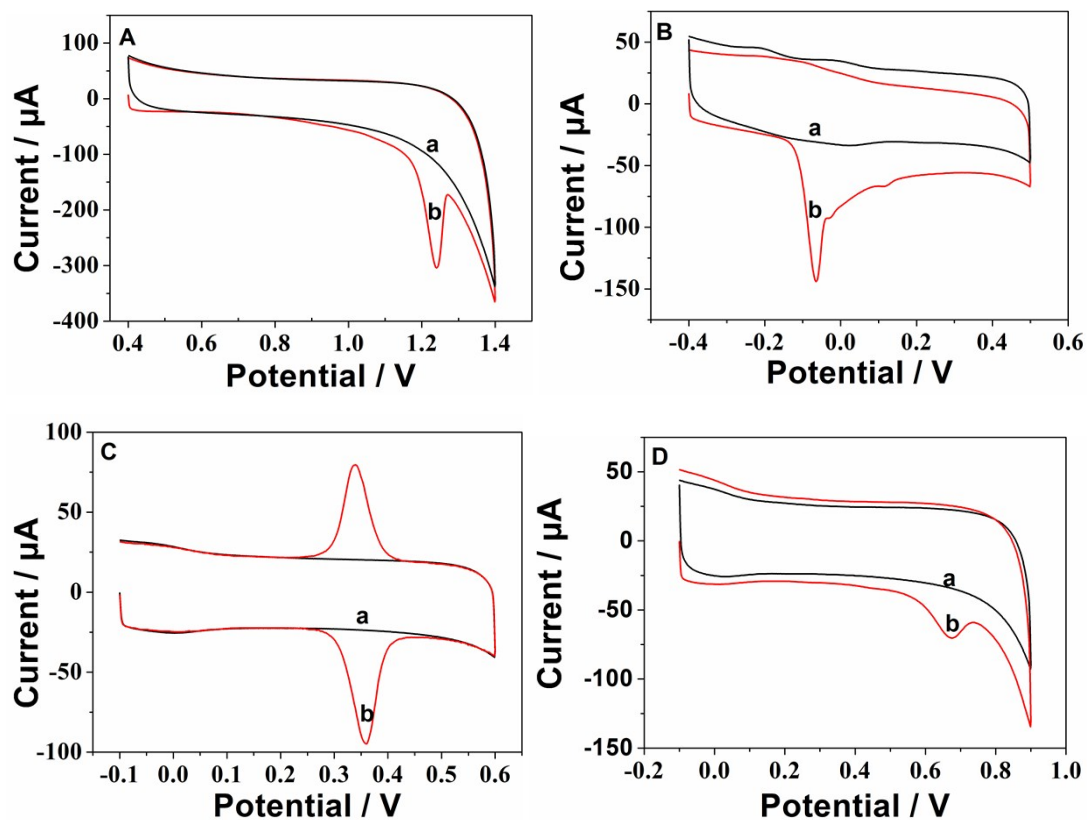 A
a
b
100
0
-100
-200
-300
-400
Current / µA
0.4 0.6 0.8 1.0 1.2 1.4
Potential / V
B
a
b
50
0
-50
-100
-150
Current / µA
-0.4 -0.2 0.0 0.2 0.4 0.6
Potential / V
C
a
b
100
50
0
-50
-100
Current / µA
-0.1 0.0 0.1 0.2 0.3 0.4 0.5 0.6
Potential / V
D
a
b
50
0
-50
-100
-150
Current / µA
-0.2 0.0 0.2 0.4 0.6 0.8 1.0
Potential / V